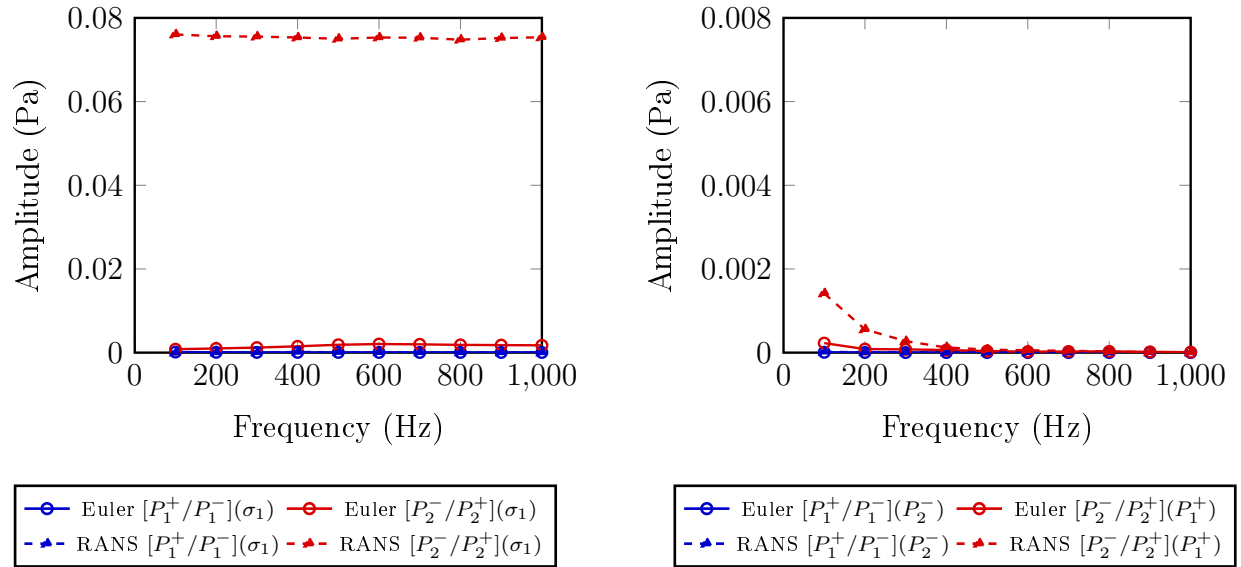 0.08
0.06
0.04
0.02
0
Amplitude (Pa)
0 200 400 600 800 1,000
Frequency (Hz)
Euler [P₁⁺/P₁⁻](σ₁) Euler [P₂⁻/P₂⁺](σ₁)
RANS [P₁⁺/P₁⁻](σ₁) RANS [P₂⁻/P₂⁺](σ₁)
0.008
0.006
0.004
0.002
0
Amplitude (Pa)
0 200 400 600 800 1,000
Frequency (Hz)
Euler [P₁⁺/P₁⁻](P₂⁻) Euler [P₂⁻/P₂⁺](P₁⁺)
RANS [P₁⁺/P₁⁻](P₂⁻) RANS [P₂⁻/P₂⁺](P₁⁺)